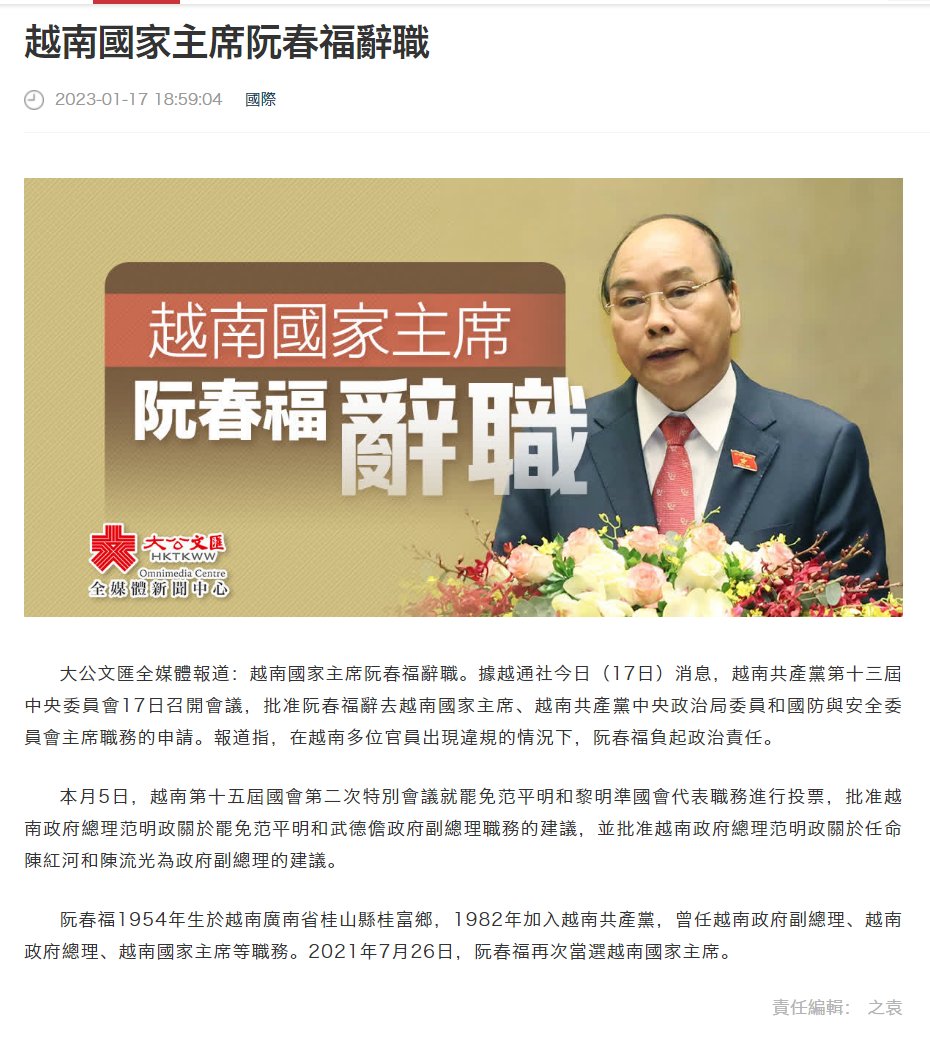 越南國家主席阮春福辭職
2023-01-17 18:59:04 國際
越南國家主席
阮春福辭職
大公文匯
HKTKWW
Omnimedia Centre
全媒體新聞中心
大公文匯全媒體報道：越南國家主席阮春福辭職。據越通社今日（17日）消息，越南共產黨第十三屆
中央委員會17日召開會議，批准阮春福辭去越南國家主席、越南共產黨中央政治局委員和國防與安全委
員會主席職務的申請。報道指，在越南多位官員出現違規的情況下，阮春福負起政治責任。
本月5日，越南第十五屆國會第二次特別會議就罷免范平明和黎明準國會代表職務進行投票，批准越
南政府總理范明政關於罷免范平明和武德儋政府副總理職務的建議，並批准越南政府總理范明政關於任命
陳紅河和陳流光為政府副總理的建議。
阮春福1954年生於越南廣南省桂山縣桂富鄉，1982年加入越南共產黨，曾任越南政府副總理、越南
政府總理、越南國家主席等職務。2021年7月26日，阮春福再次當選越南國家主席。
責任編輯： 之袁